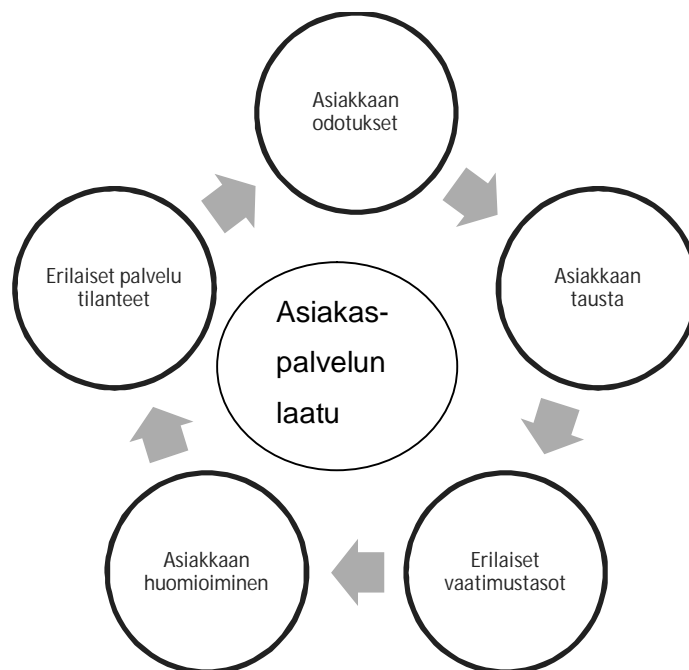 Asiakkaan
odotukset
Asiakkaan
tausta
Erilaiset
vaatimustasot
Asiakkaan
huomioiminen
Erilaiset palvelu
tilanteet
Asiakas-
palvelun
laatu